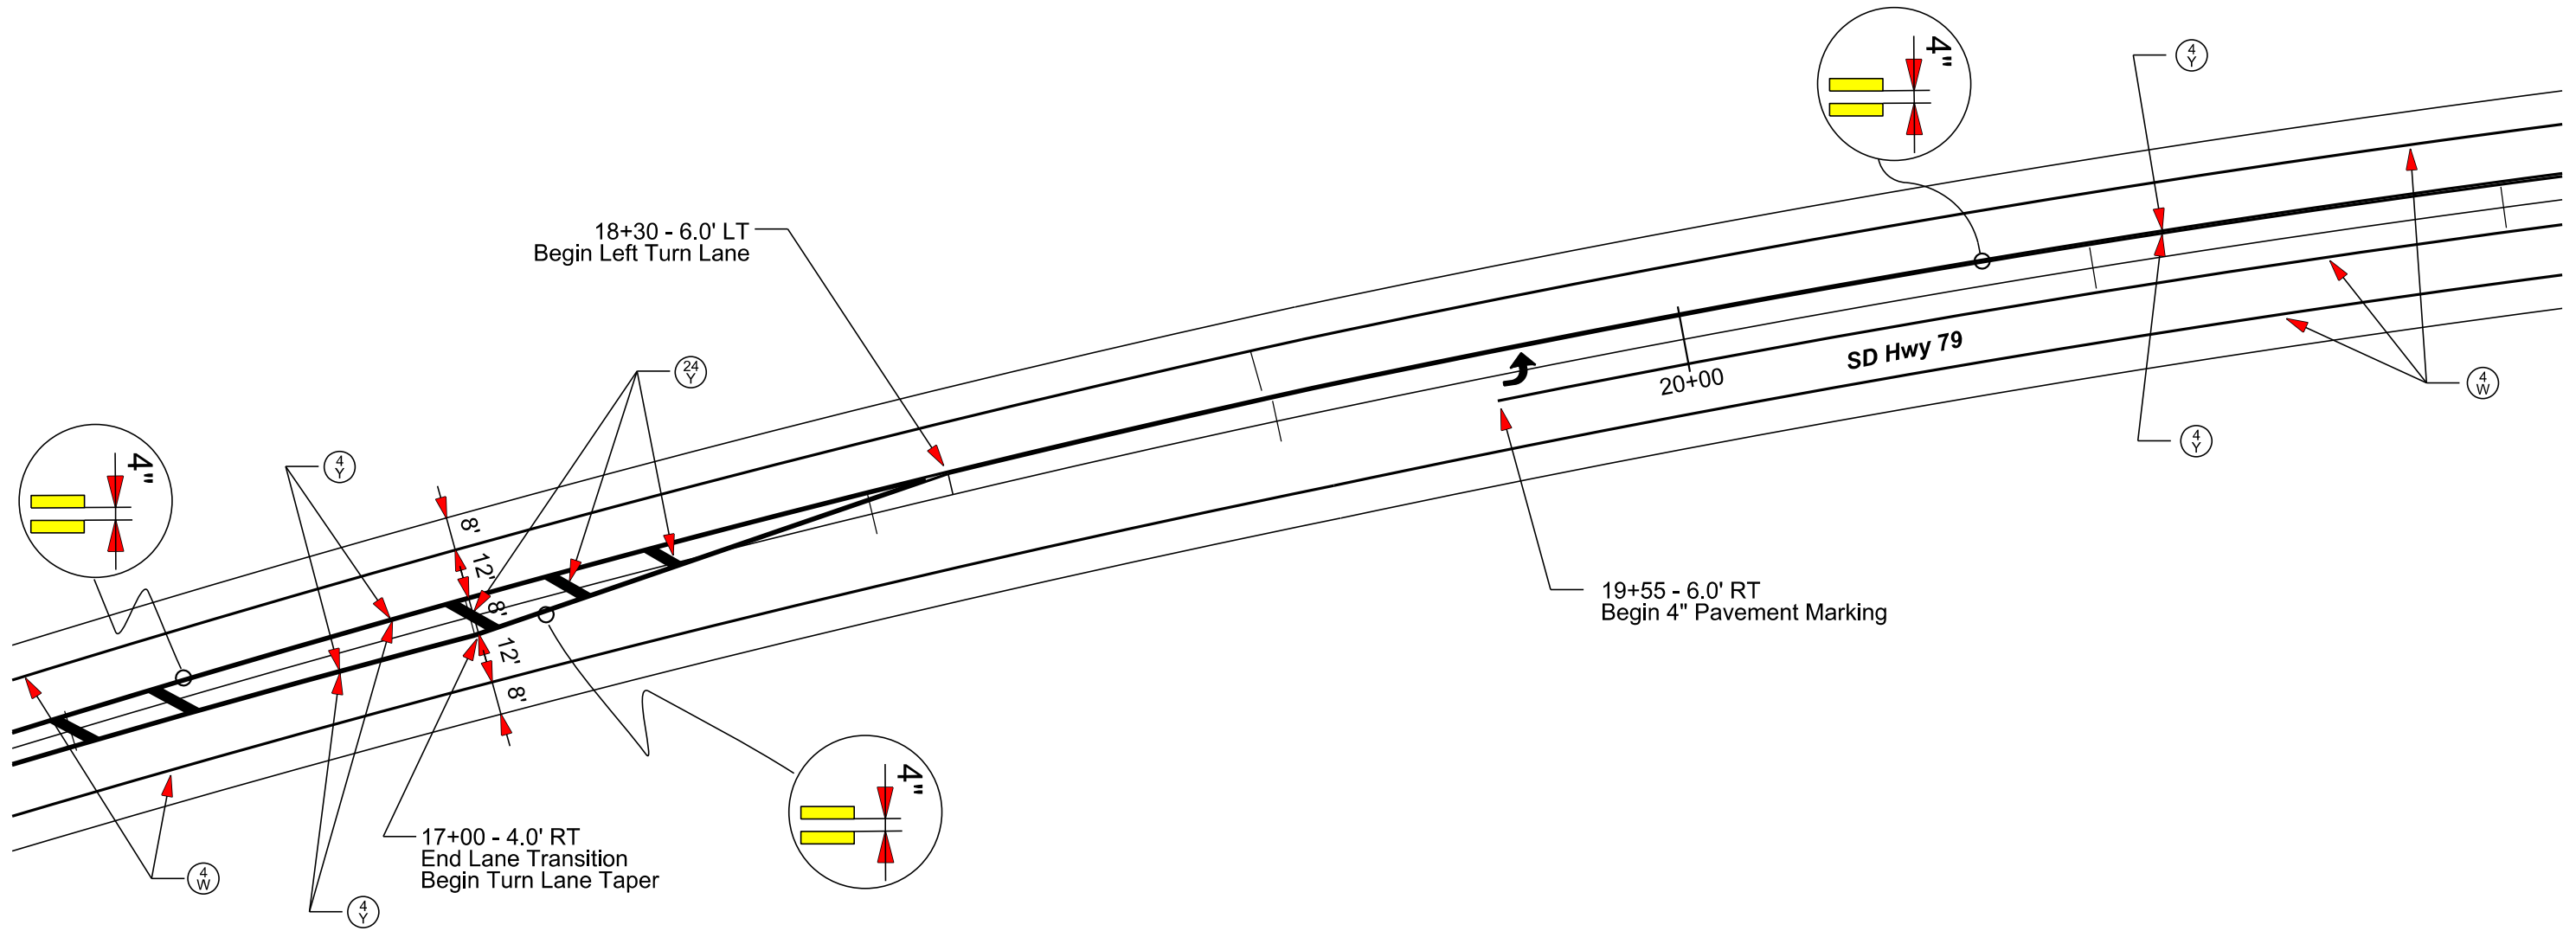 4"
4
Y
18+30 - 6.0' LT
Begin Left Turn Lane
SD Hwy 79
20+00
24
Y
4
W
4
Y
4
Y
4"
8'
12'
8'
12'
8'
19+55 - 6.0' RT
Begin 4" Pavement Marking
4"
17+00 - 4.0' RT
End Lane Transition
Begin Turn Lane Taper
4
W
4
Y